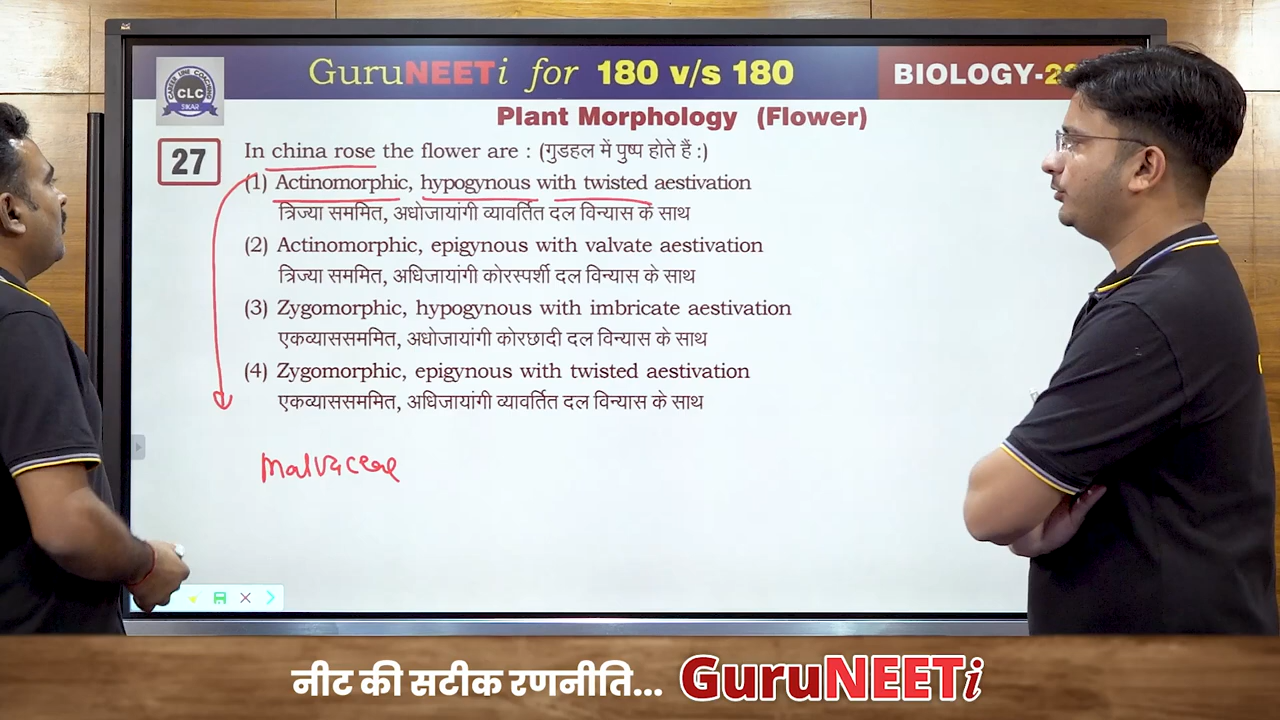 GuruNEETi for 180 v/s 180
BIOLOGY-2
CAREER LINE COACHING
CLC
SIKAR
Plant Morphology (Flower)
27
In china rose the flower are : (गुडहल में पुष्प होते हैं :)
(1) Actinomorphic, hypogynous with twisted aestivation
त्रिज्या सममित, अधोजायांगी व्यावर्तित दल विन्यास के साथ
(2) Actinomorphic, epigynous with valvate aestivation
त्रिज्या सममित, अधिजायांगी कोरस्पर्शी दल विन्यास के साथ
(3) Zygomorphic, hypogynous with imbricate aestivation
एकव्याससममित, अधोजायांगी कोरछादी दल विन्यास के साथ
(4) Zygomorphic, epigynous with twisted aestivation
एकव्याससममित, अधिजायांगी व्यावर्तित दल विन्यास के साथ
Malvaceae
नीट की सटीक रणनीति... GuruNEETi